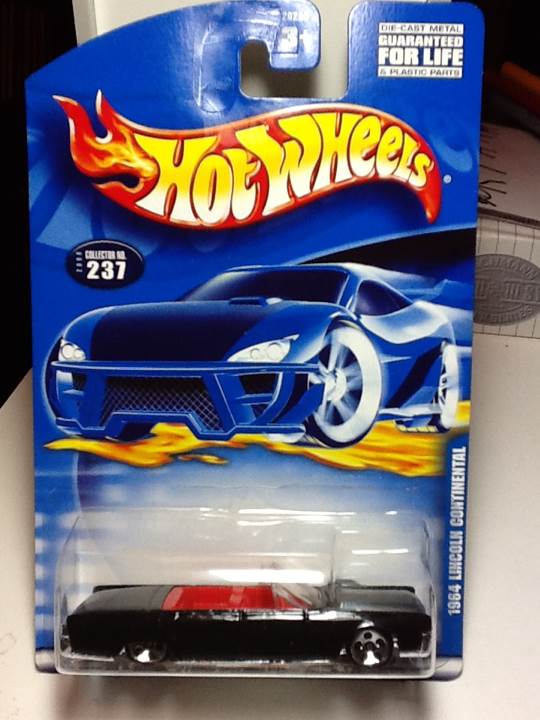 3+
DIE-CAST METAL
GUARANTEED
FOR LIFE
& PLASTIC PARTS
HOT WHEELS
®
COLLECTOR NO.
237
1964 LINCOLN CONTINENTAL